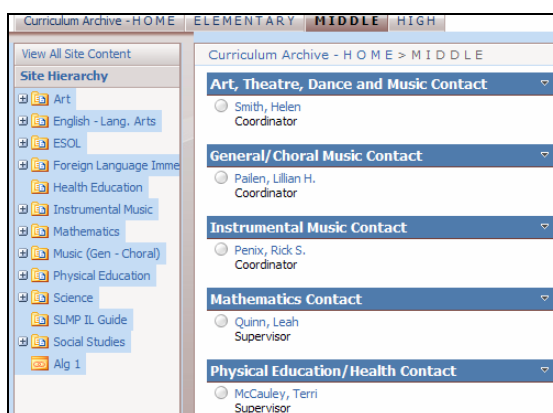 Curriculum Archive - H O M E
E L E M E N T A R Y
M I D D L E
H I G H
View All Site Content
Site Hierarchy
Art
English - Lang. Arts
ESOL
Foreign Language Imme
Health Education
Instrumental Music
Mathematics
Music (Gen - Choral)
Physical Education
Science
SLMP IL Guide
Social Studies
Alg 1
Curriculum Archive - H O M E > M I D D L E
Art, Theatre, Dance and Music Contact
Smith, Helen
Coordinator
General/Choral Music Contact
Pailen, Lillian H.
Coordinator
Instrumental Music Contact
Penix, Rick S.
Coordinator
Mathematics Contact
Quinn, Leah
Supervisor
Physical Education/Health Contact
McCauley, Terri
Supervisor